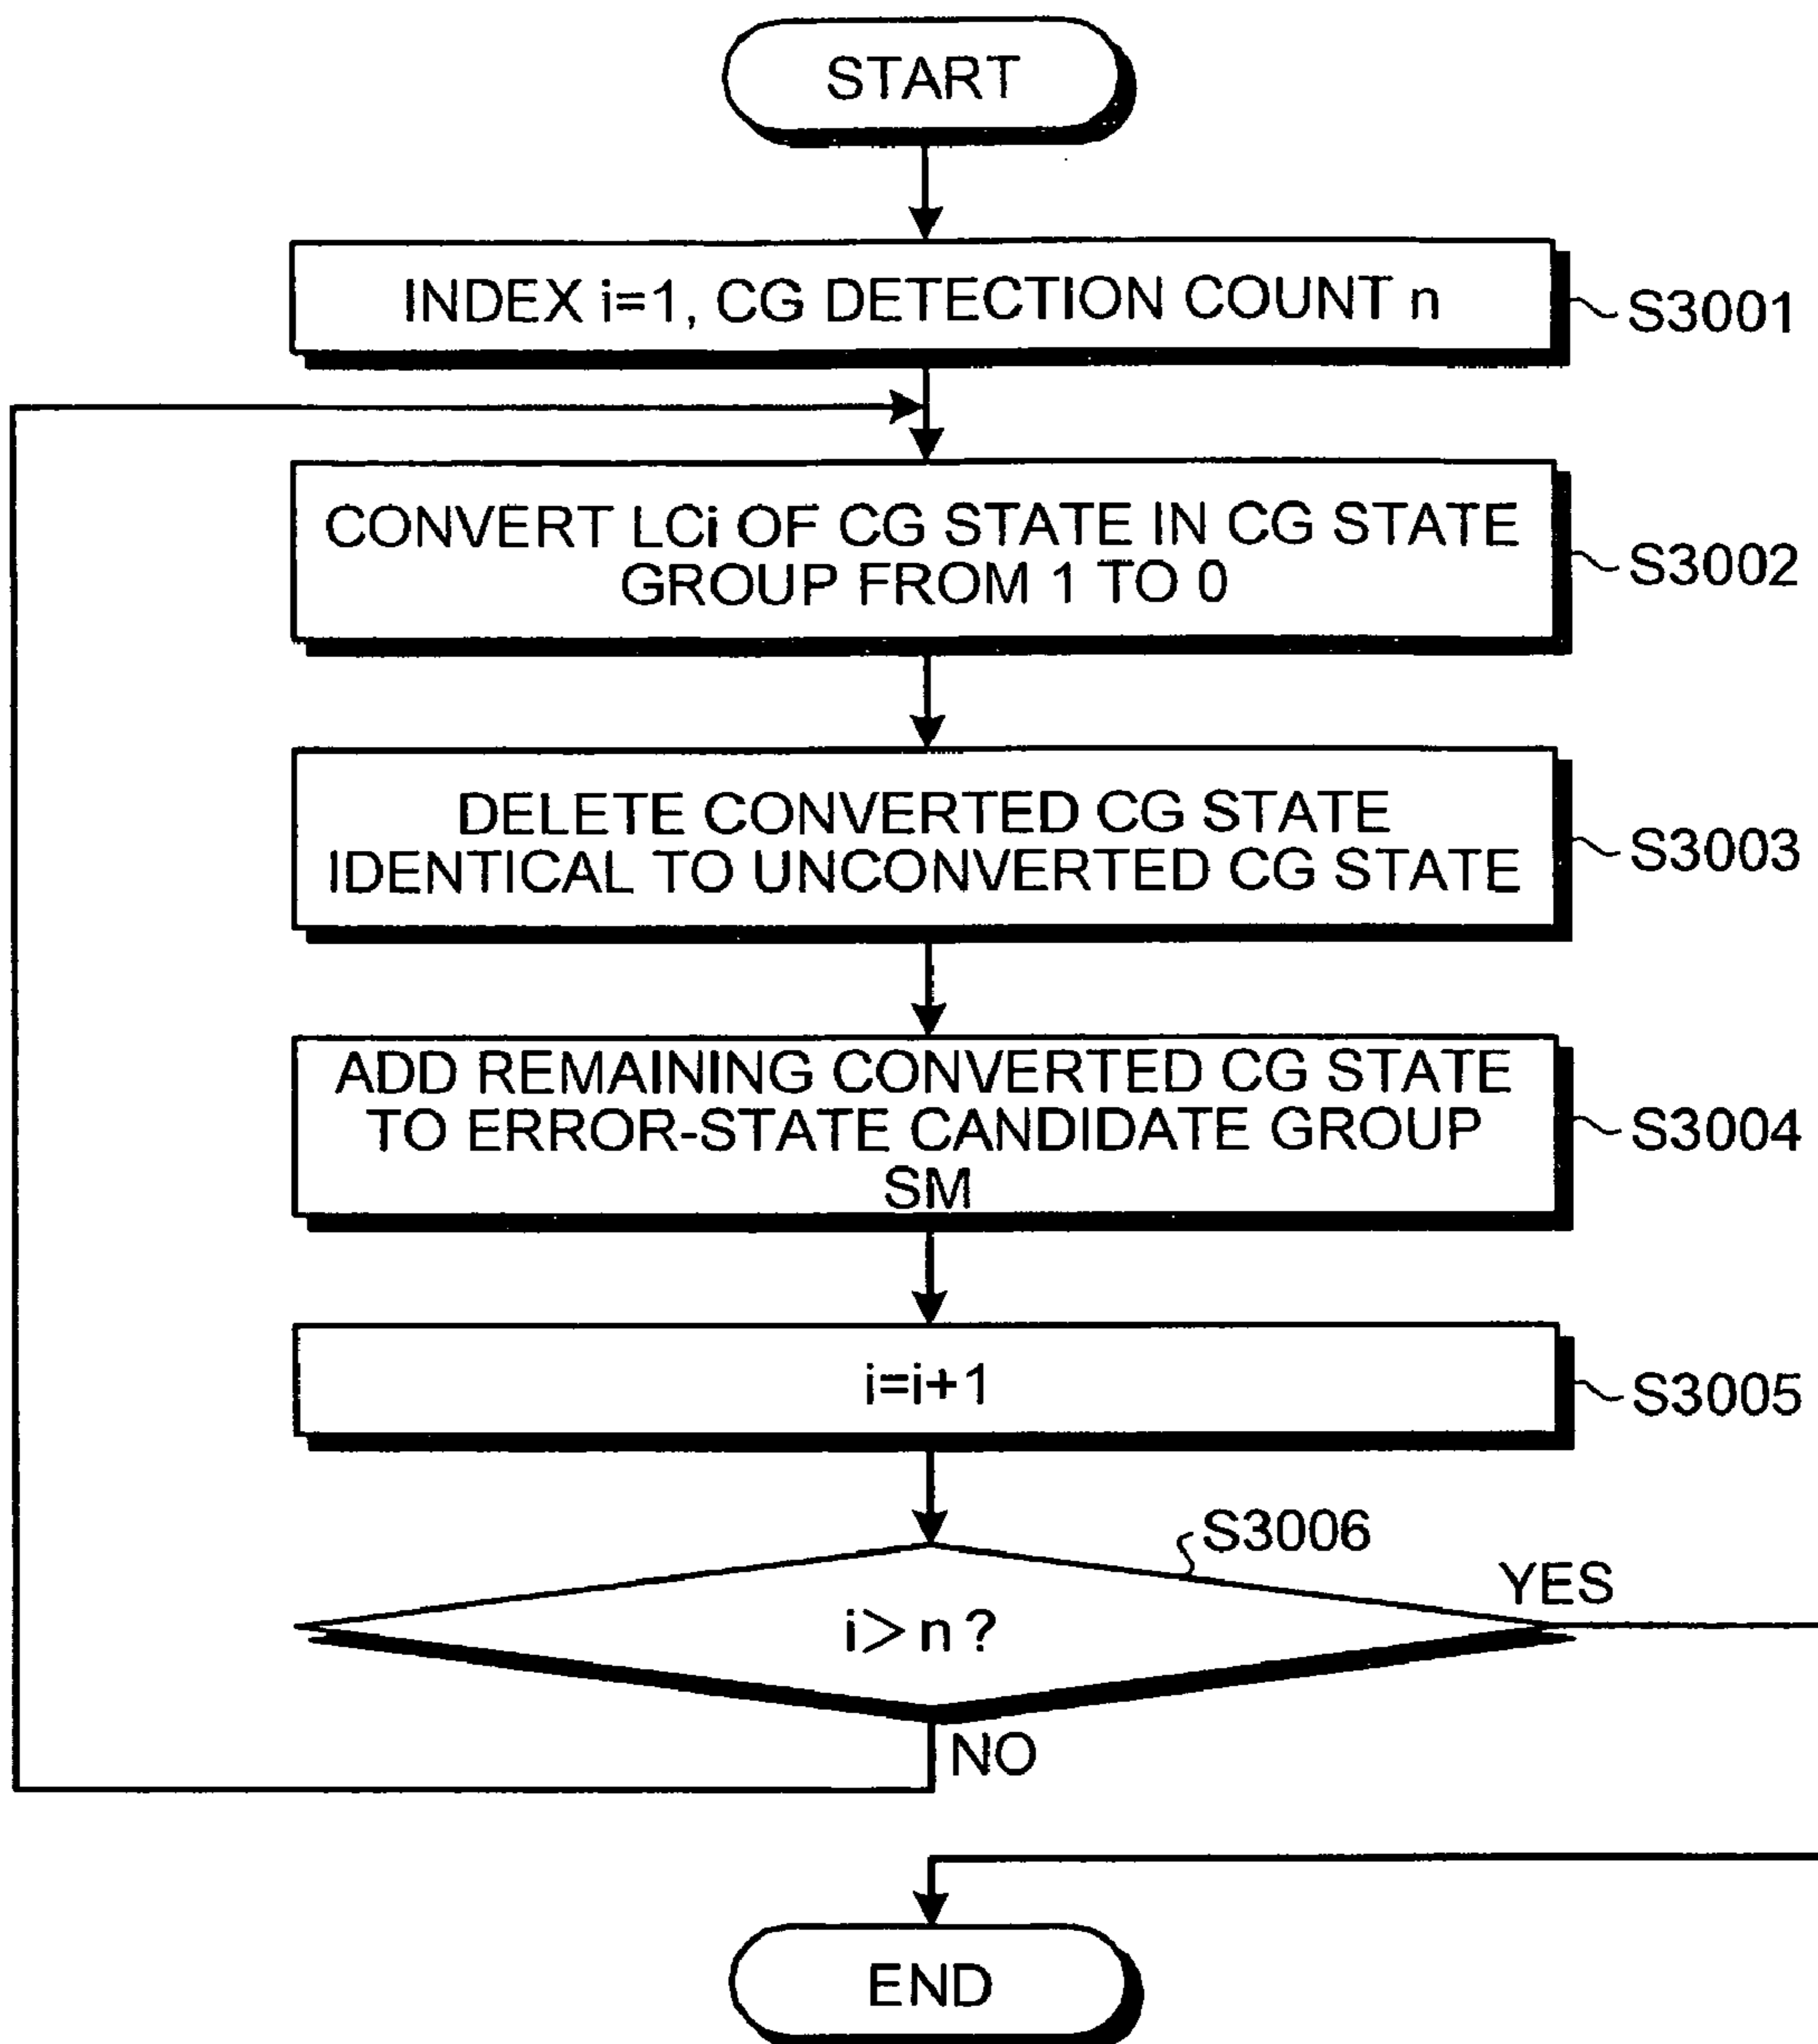 START
INDEX i=1, CG DETECTION COUNT n
S3001
CONVERT LCi OF CG STATE IN CG STATE
GROUP FROM 1 TO 0
S3002
DELETE CONVERTED CG STATE
IDENTICAL TO UNCONVERTED CG STATE
S3003
ADD REMAINING CONVERTED CG STATE
TO ERROR-STATE CANDIDATE GROUP
SM
S3004
i=i+1
S3005
S3006
i>n?
YES
NO
END